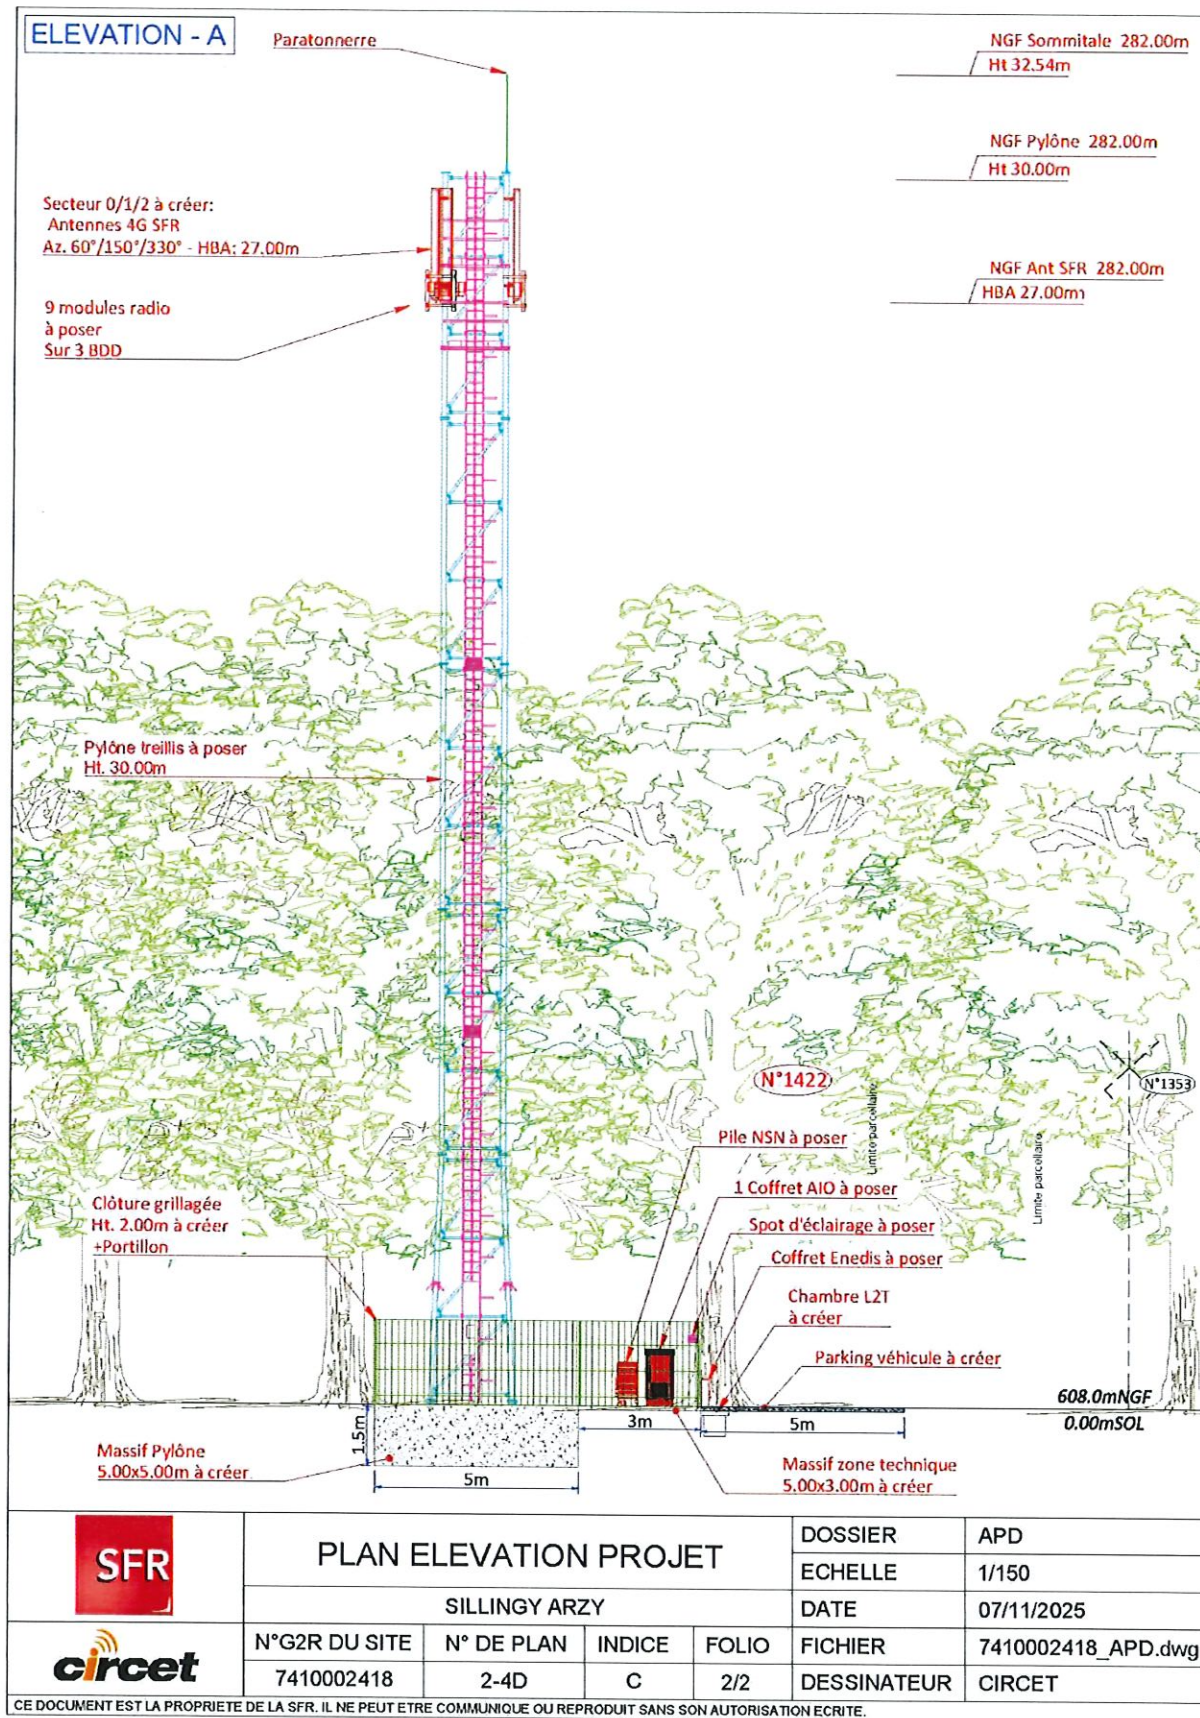 ELEVATION - A
Paratonnerre
NGF Sommitale 282.00m
Ht 32.54m
NGF Pylône 282.00m
Ht 30.00m
Secteur 0/1/2 à créer:
Antennes 4G SFR
Az. 60°/150°/330° - HBA: 27.00m
NGF Ant SFR 282.00m
HBA 27.00m
9 modules radio
à poser
Sur 3 BDD
Pylône treillis à poser
Ht. 30.00m
N°1422
N°1353
Limite parcellaire
Limite parcellaire
Pile NSN à poser
1 Coffret AIO à poser
Spot d'éclairage à poser
Coffret Enedis à poser
Chambre L2T
à créer
Parking véhicule à créer
Clôture grillagée
Ht. 2.00m à créer
+Portillon
608.0mNGF
0.00mSOL
1.5m
3m
5m
5m
Massif Pylône
5.00x5.00m à créer
Massif zone technique
5.00x3.00m à créer
SFR
PLAN ELEVATION PROJET
SILLINGY ARZY
DOSSIER APD
ECHELLE 1/150
DATE 07/11/2025
circet
N°G2R DU SITE N° DE PLAN INDICE FOLIO FICHIER 7410002418_APD.dwg
7410002418 2-4D C 2/2 DESSINATEUR CIRCET
CE DOCUMENT EST LA PROPRIETE DE LA SFR. IL NE PEUT ETRE COMMUNIQUE OU REPRODUIT SANS SON AUTORISATION ECRITE.